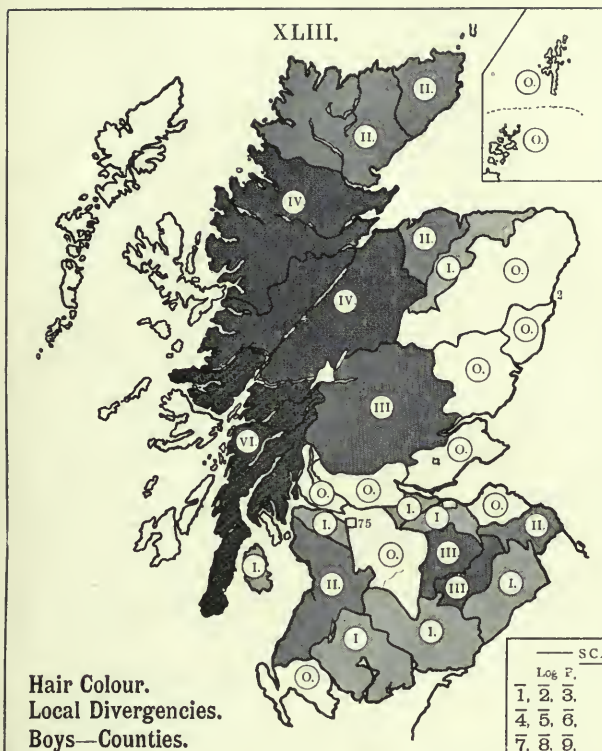 XLIII.
II.
O.
II.
O.
IV.
II.
I.
O.
IV.
2
O.
O.
III
VI.
O.
O.
O.
I.
I
O.
I.
75
II.
O.
III.
I.
III
I.
II.
I
I.
O.
SC
Log P.
1̅, 2̅, 3̅.
4̅, 5̅, 6̅.
7̅, 8̅, 9̅.
Hair Colour.
Local Divergencies.
Boys—Counties.